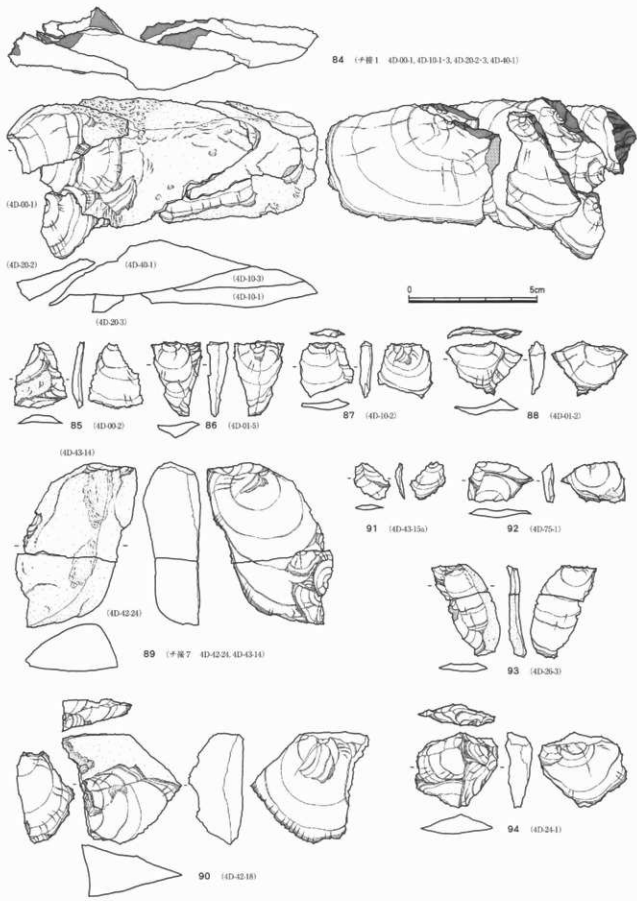 84 (チ接1 4D-00-1, 4D-10-1・3, 4D-20-2・3, 4D-40-1)
(4D-00-1)
(4D-20-2)
(4D-40-1)
(4D-10-3)
(4D-10-1)
(4D-20-3)
0 5cm
85 (4D-00-2)
86 (4D-01-5)
87 (4D-10-2)
88 (4D-01-2)
(4D-43-14)
(4D-42-24)
89 (チ接7 4D-42-24, 4D-43-14)
91 (4D-43-15a)
92 (4D-75-1)
93 (4D-26-3)
90 (4D-42-18)
94 (4D-24-1)